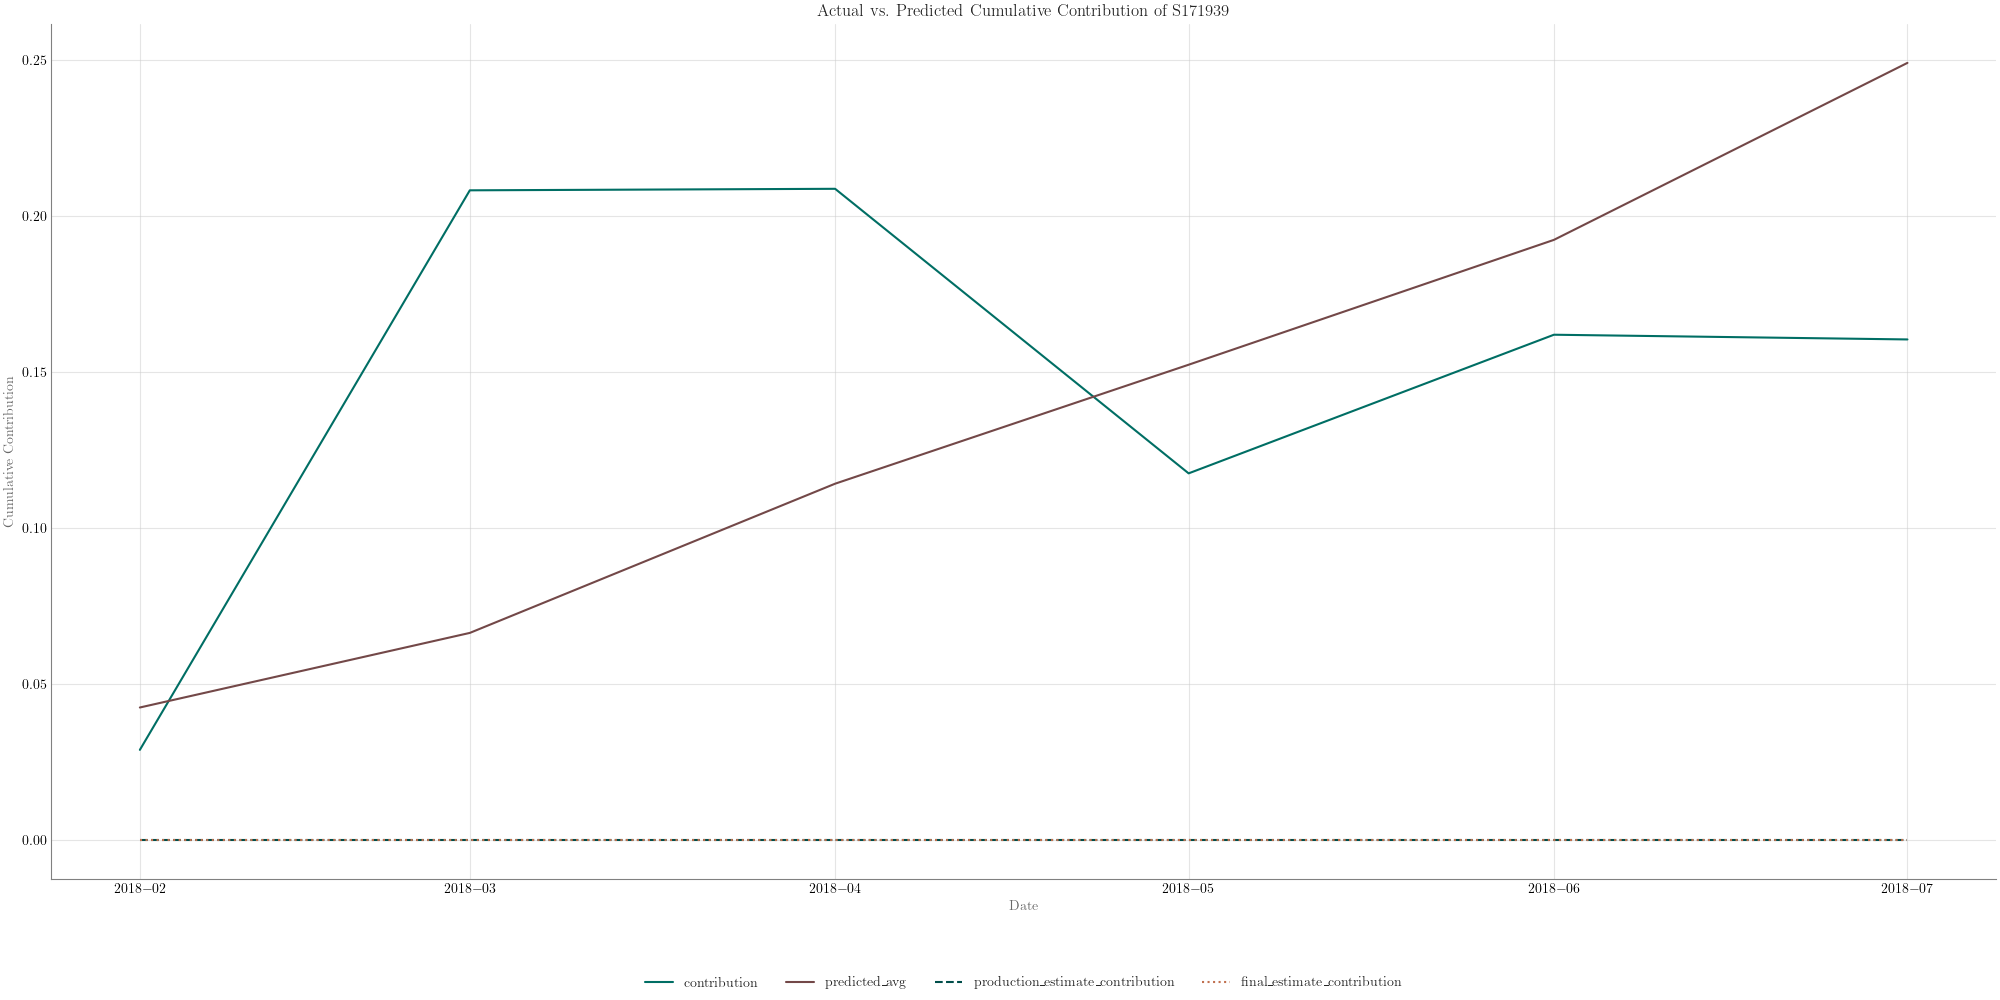 Actual vs. Predicted Cumulative Contribution of S171939
0.25
0.20
0.15
0.10
0.05
0.00
Cumulative Contribution
2018−02 2018−03 2018−04 2018−05 2018−06 2018−07
Date
contribution predicted_avg production_estimate_contribution final_estimate_contribution